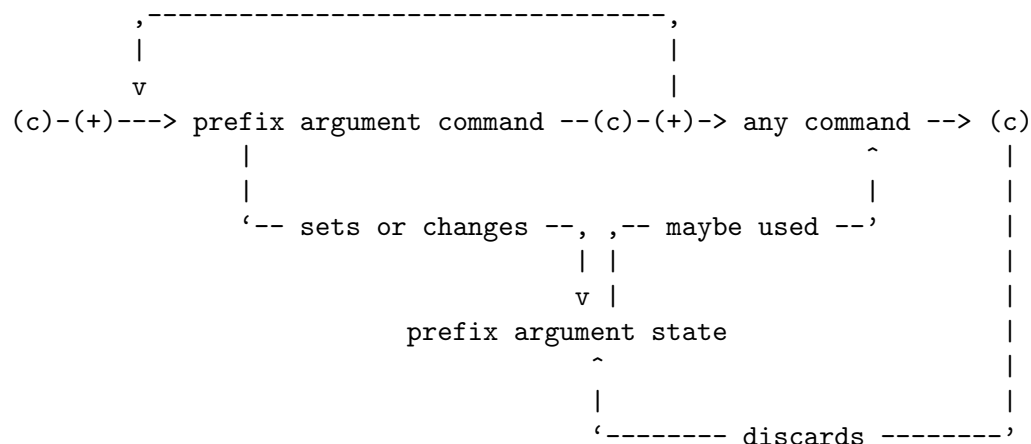 ,-----------------------------------,
|                                   |
v                                   |
(c)-(+)---> prefix argument command --(c)-(+)-> any command --> (c)
|                                         ^         |
|                                         |         |
‘-- sets or changes --, ,-- maybe used --’         |
| |                           |
v |                           |
prefix argument state                    |
^                            |
|                            |
‘-------- discards --------’